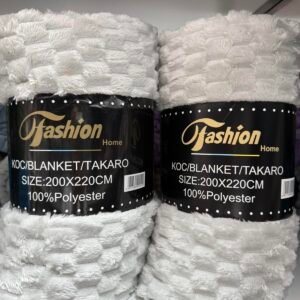 Fashion
Home
KOC/BLANKET/TAKARO
SIZE:200X220CM
100%Polyester
Fashion
Home
KOC/BLANKET/TAKARO
SIZE:200X220CM
100%Polyester